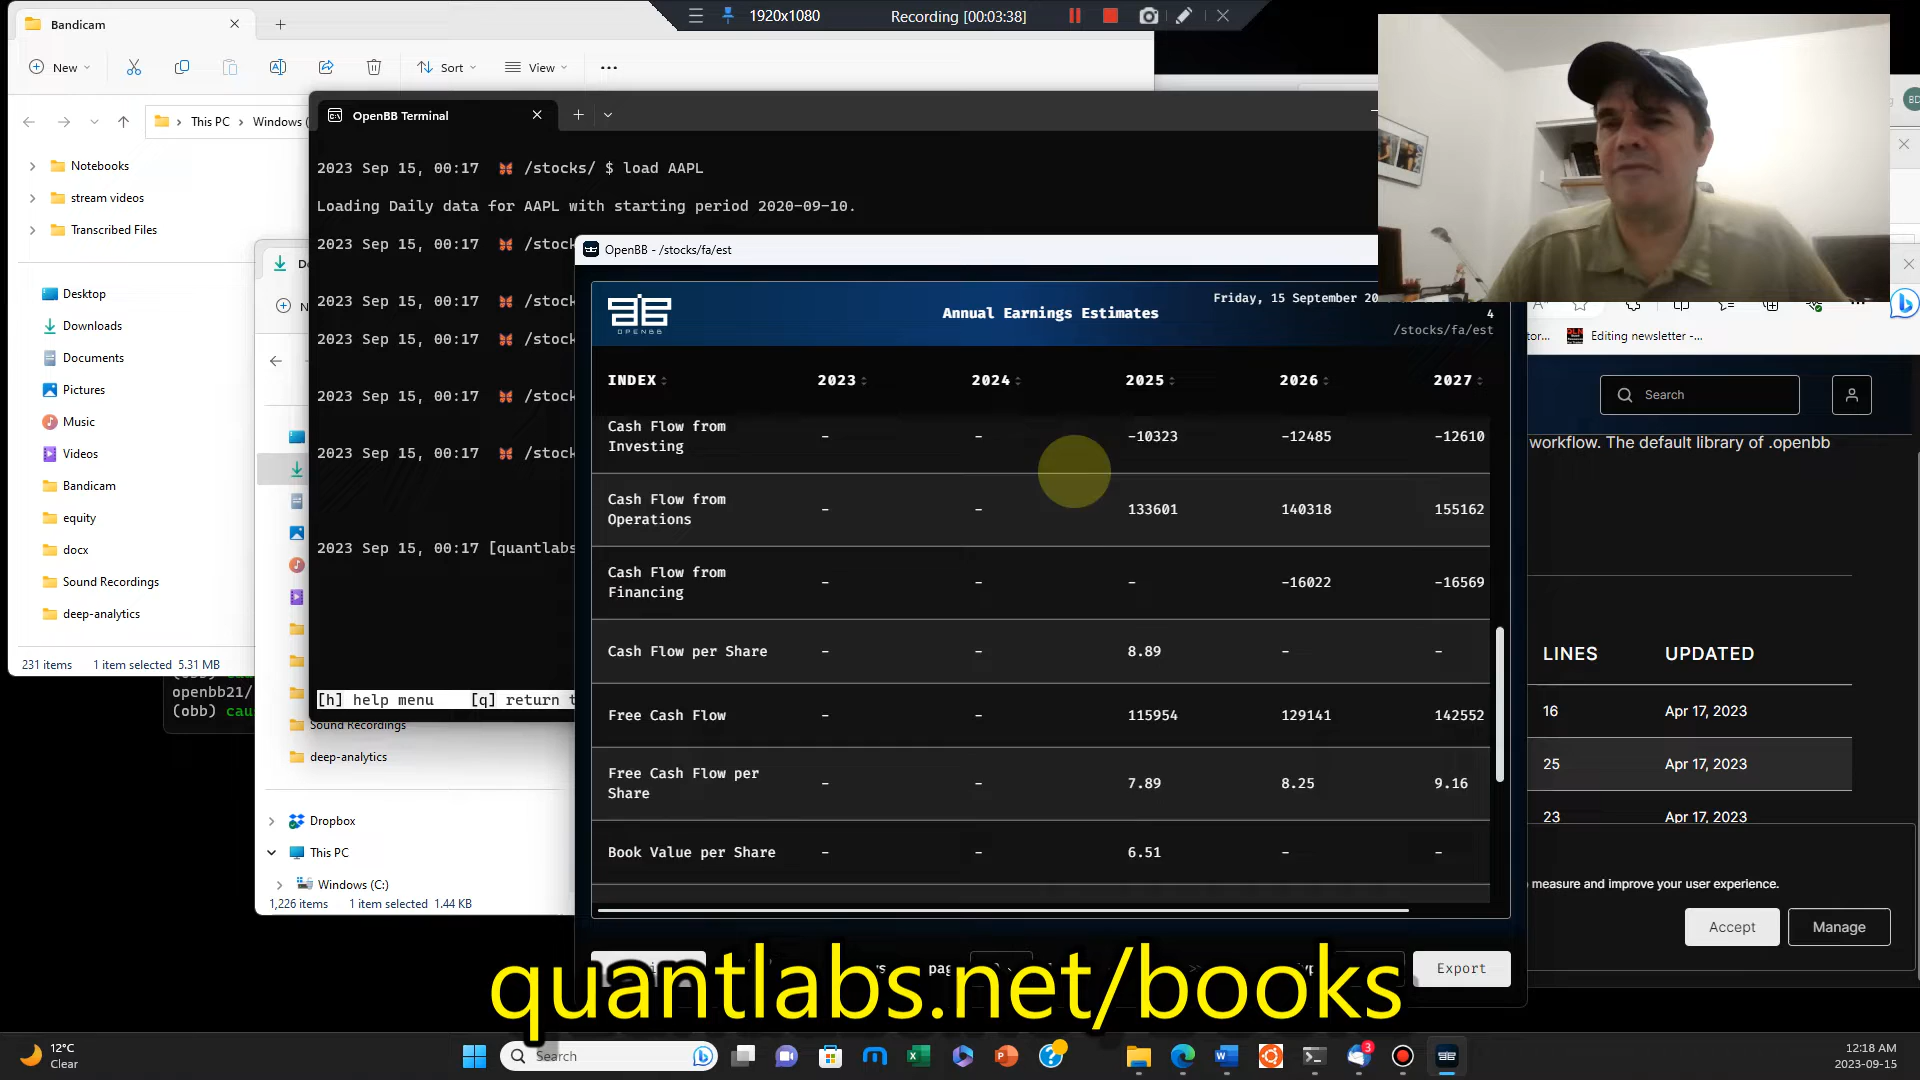 Bandicam
1920x1080
Recording [00:03:38]
New
Sort
View
This PC
Windows (
Notebooks
stream videos
Transcribed Files
Desktop
Downloads
Documents
Pictures
Music
Videos
Bandicam
equity
docx
Sound Recordings
deep-analytics
231 items 1 item selected 5.31 MB
openbb21/
(obb)
Sound Recordings
deep-analytics
Dropbox
This PC
Windows (C:)
1,226 items 1 item selected 1.44 KB
OpenBB Terminal
2023 Sep 15, 00:17 /stocks/ $ load AAPL
Loading Daily data for AAPL with starting period 2020-09-10.
2023 Sep 15, 00:17 /stoc
2023 Sep 15, 00:17 /stoc
2023 Sep 15, 00:17 /stoc
2023 Sep 15, 00:17 /stoc
2023 Sep 15, 00:17 /stoc
2023 Sep 15, 00:17 [quantlabs
[h] help menu [q] return t
OpenBB - /stocks/fa/est
OPENBB
Annual Earnings Estimates
Friday, 15 September 20
4
/stocks/fa/est
INDEX 2023 2024 2025 2026 2027
Cash Flow from
Investing - - -10323 -12485 -12610
Cash Flow from
Operations - - 133601 140318 155162
Cash Flow from
Financing - - - -16022 -16569
Cash Flow per Share - - 8.89 - -
Free Cash Flow - - 115954 129141 142552
Free Cash Flow per
Share - - 7.89 8.25 9.16
Book Value per Share - - 6.51 - -
Export
BD
tor...
Editing newsletter -...
Search
workflow. The default library of .openbb
LINES UPDATED
16 Apr 17, 2023
25 Apr 17, 2023
23 Apr 17, 2023
measure and improve your user experience.
Accept
Manage
quantlabs.net/books
12°C
Clear
Search
3
12:18 AM
2023-09-15